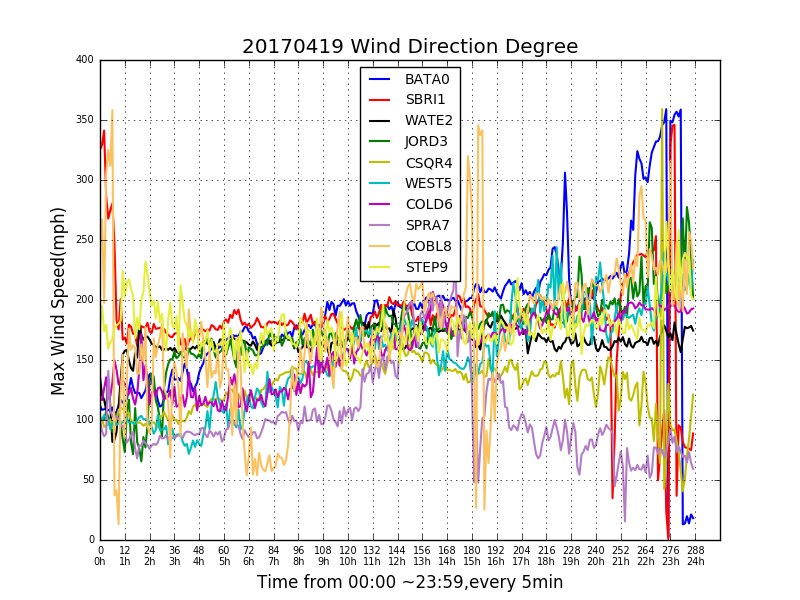 20170419 Wind Direction Degree
Max Wind Speed(mph)
400
350
300
250
200
150
100
50
0
BATA0
SBRI1
WATE2
JORD3
CSQR4
WEST5
COLD6
SPRA7
COBL8
STEP9
0 12 24 36 48 60 72 84 96 108 120 132 144 156 168 180 192 204 216 228 240 252 264 276 288
0h 1h 2h 3h 4h 5h 6h 7h 8h 9h 10h 11h 12h 13h 14h 15h 16h 17h 18h 19h 20h 21h 22h 23h 24h
Time from 00:00 ~23:59,every 5min